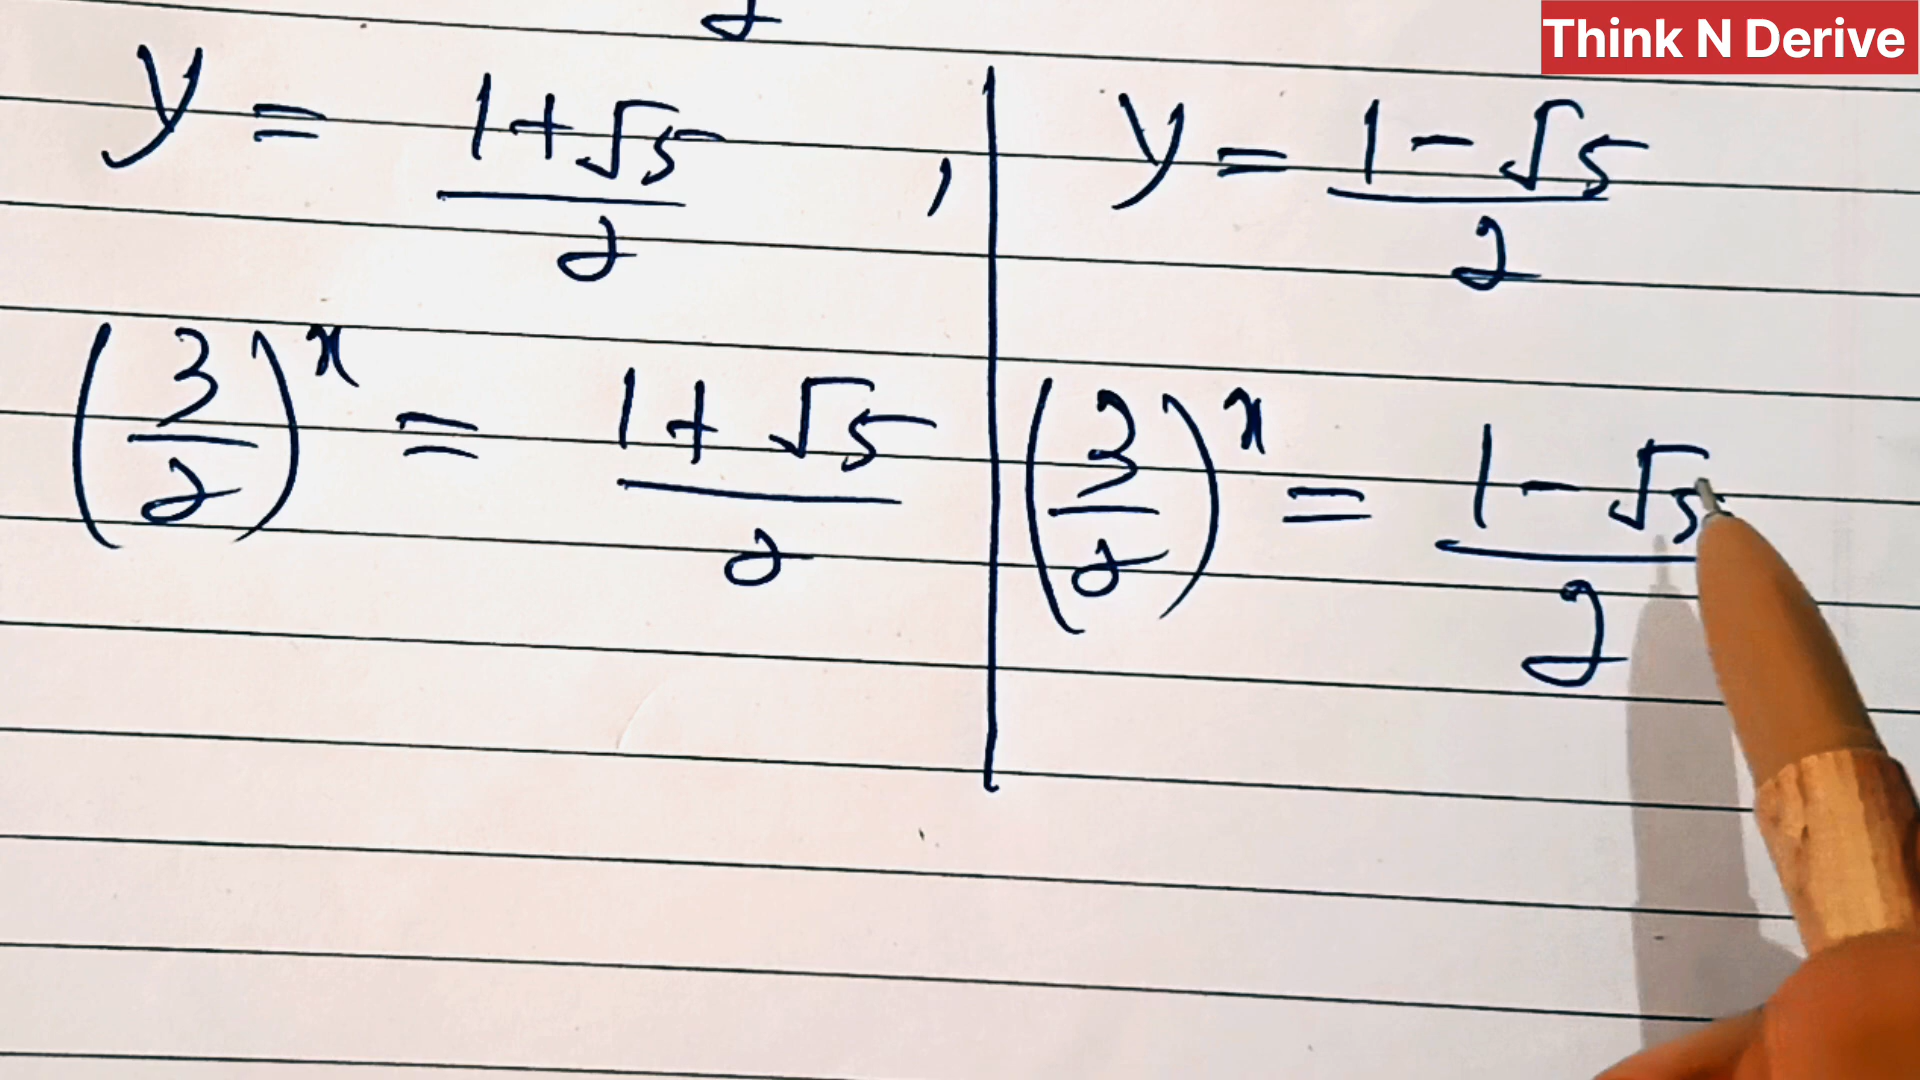 Think N Derive
y = (1+√5)/2 , y = (1-√5)/2
(3/2)^x = (1+√5)/2 (3/2)^x = (1-√5)/2